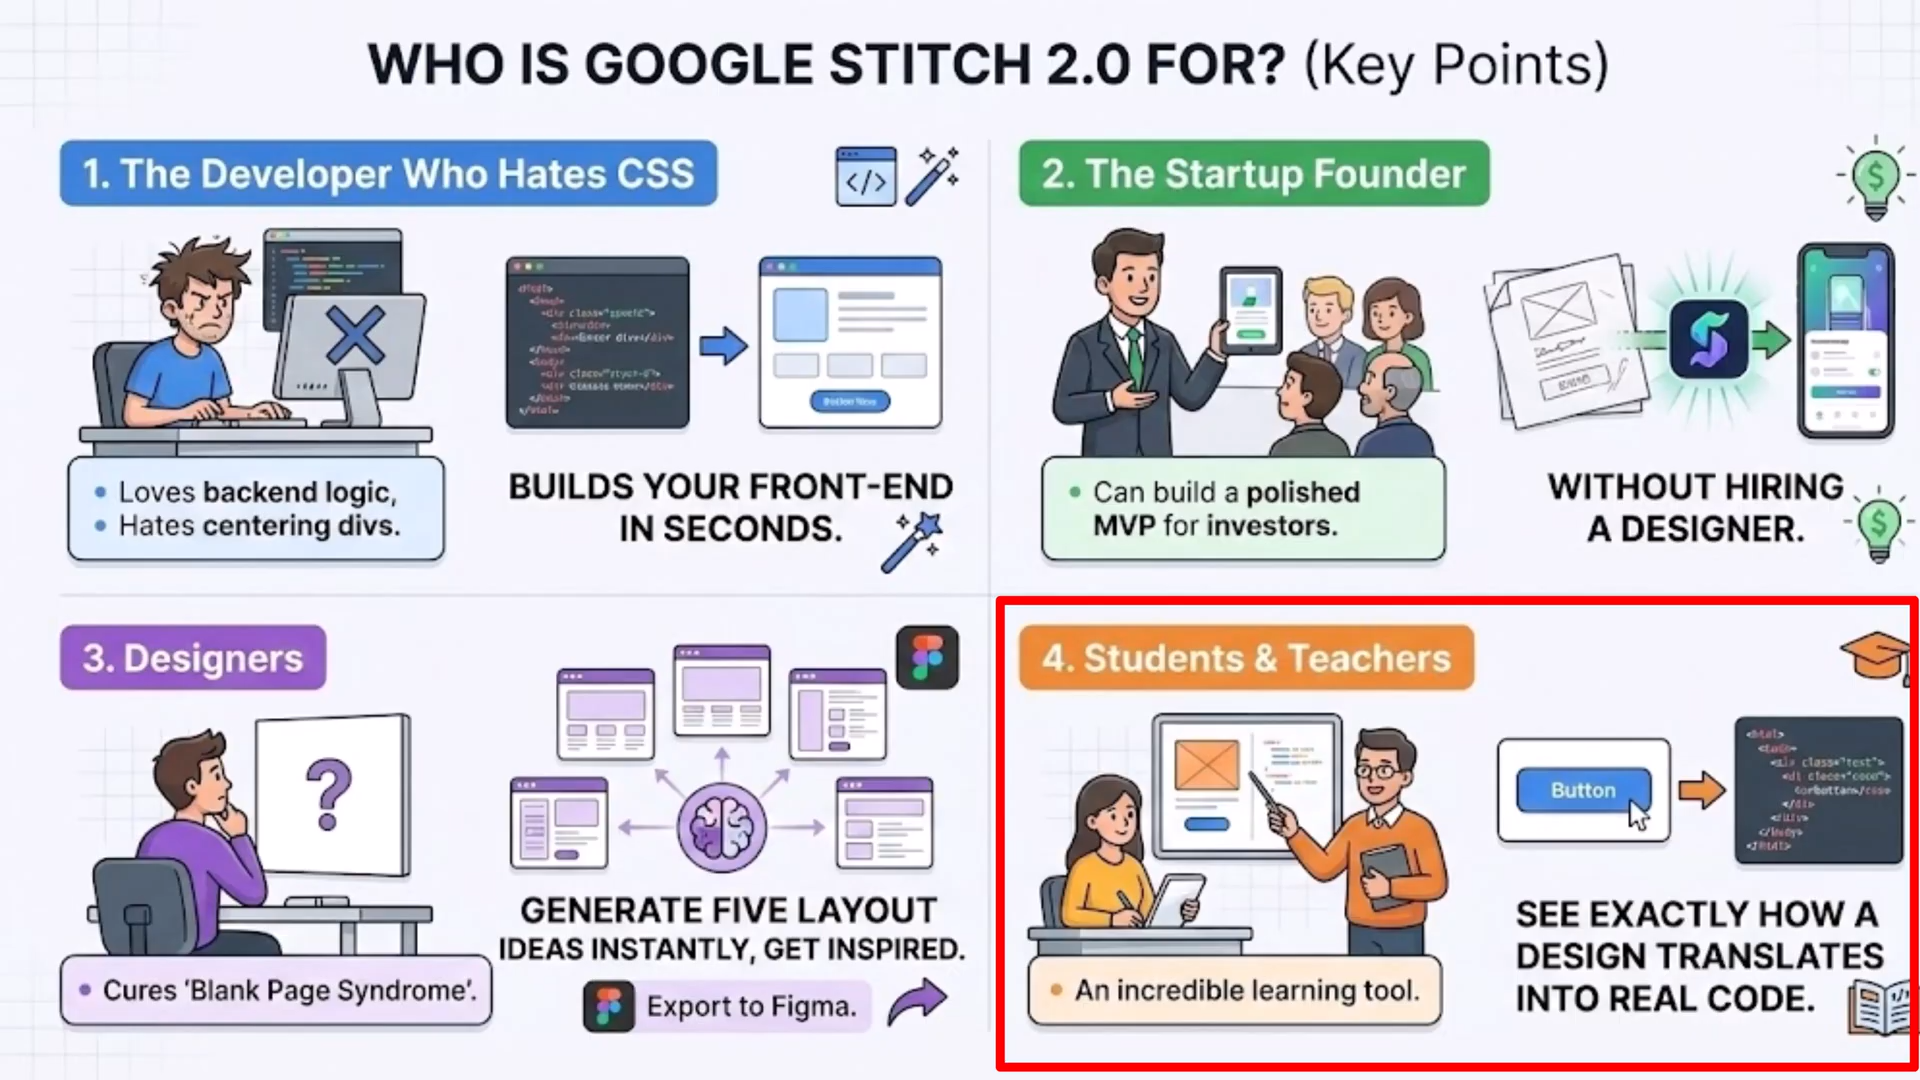 WHO IS GOOGLE STITCH 2.0 FOR? (Key Points)
1. The Developer Who Hates CSS
</>
• Loves backend logic,
• Hates centering divs.
BUILDS YOUR FRONT-END
IN SECONDS.
2. The Startup Founder
$
• Can build a polished
MVP for investors.
WITHOUT HIRING
A DESIGNER.
$
3. Designers
?
• Cures ‘Blank Page Syndrome’.
GENERATE FIVE LAYOUT
IDEAS INSTANTLY, GET INSPIRED.
Export to Figma.
4. Students & Teachers
• An incredible learning tool.
Button
SEE EXACTLY HOW A
DESIGN TRANSLATES
INTO REAL CODE.